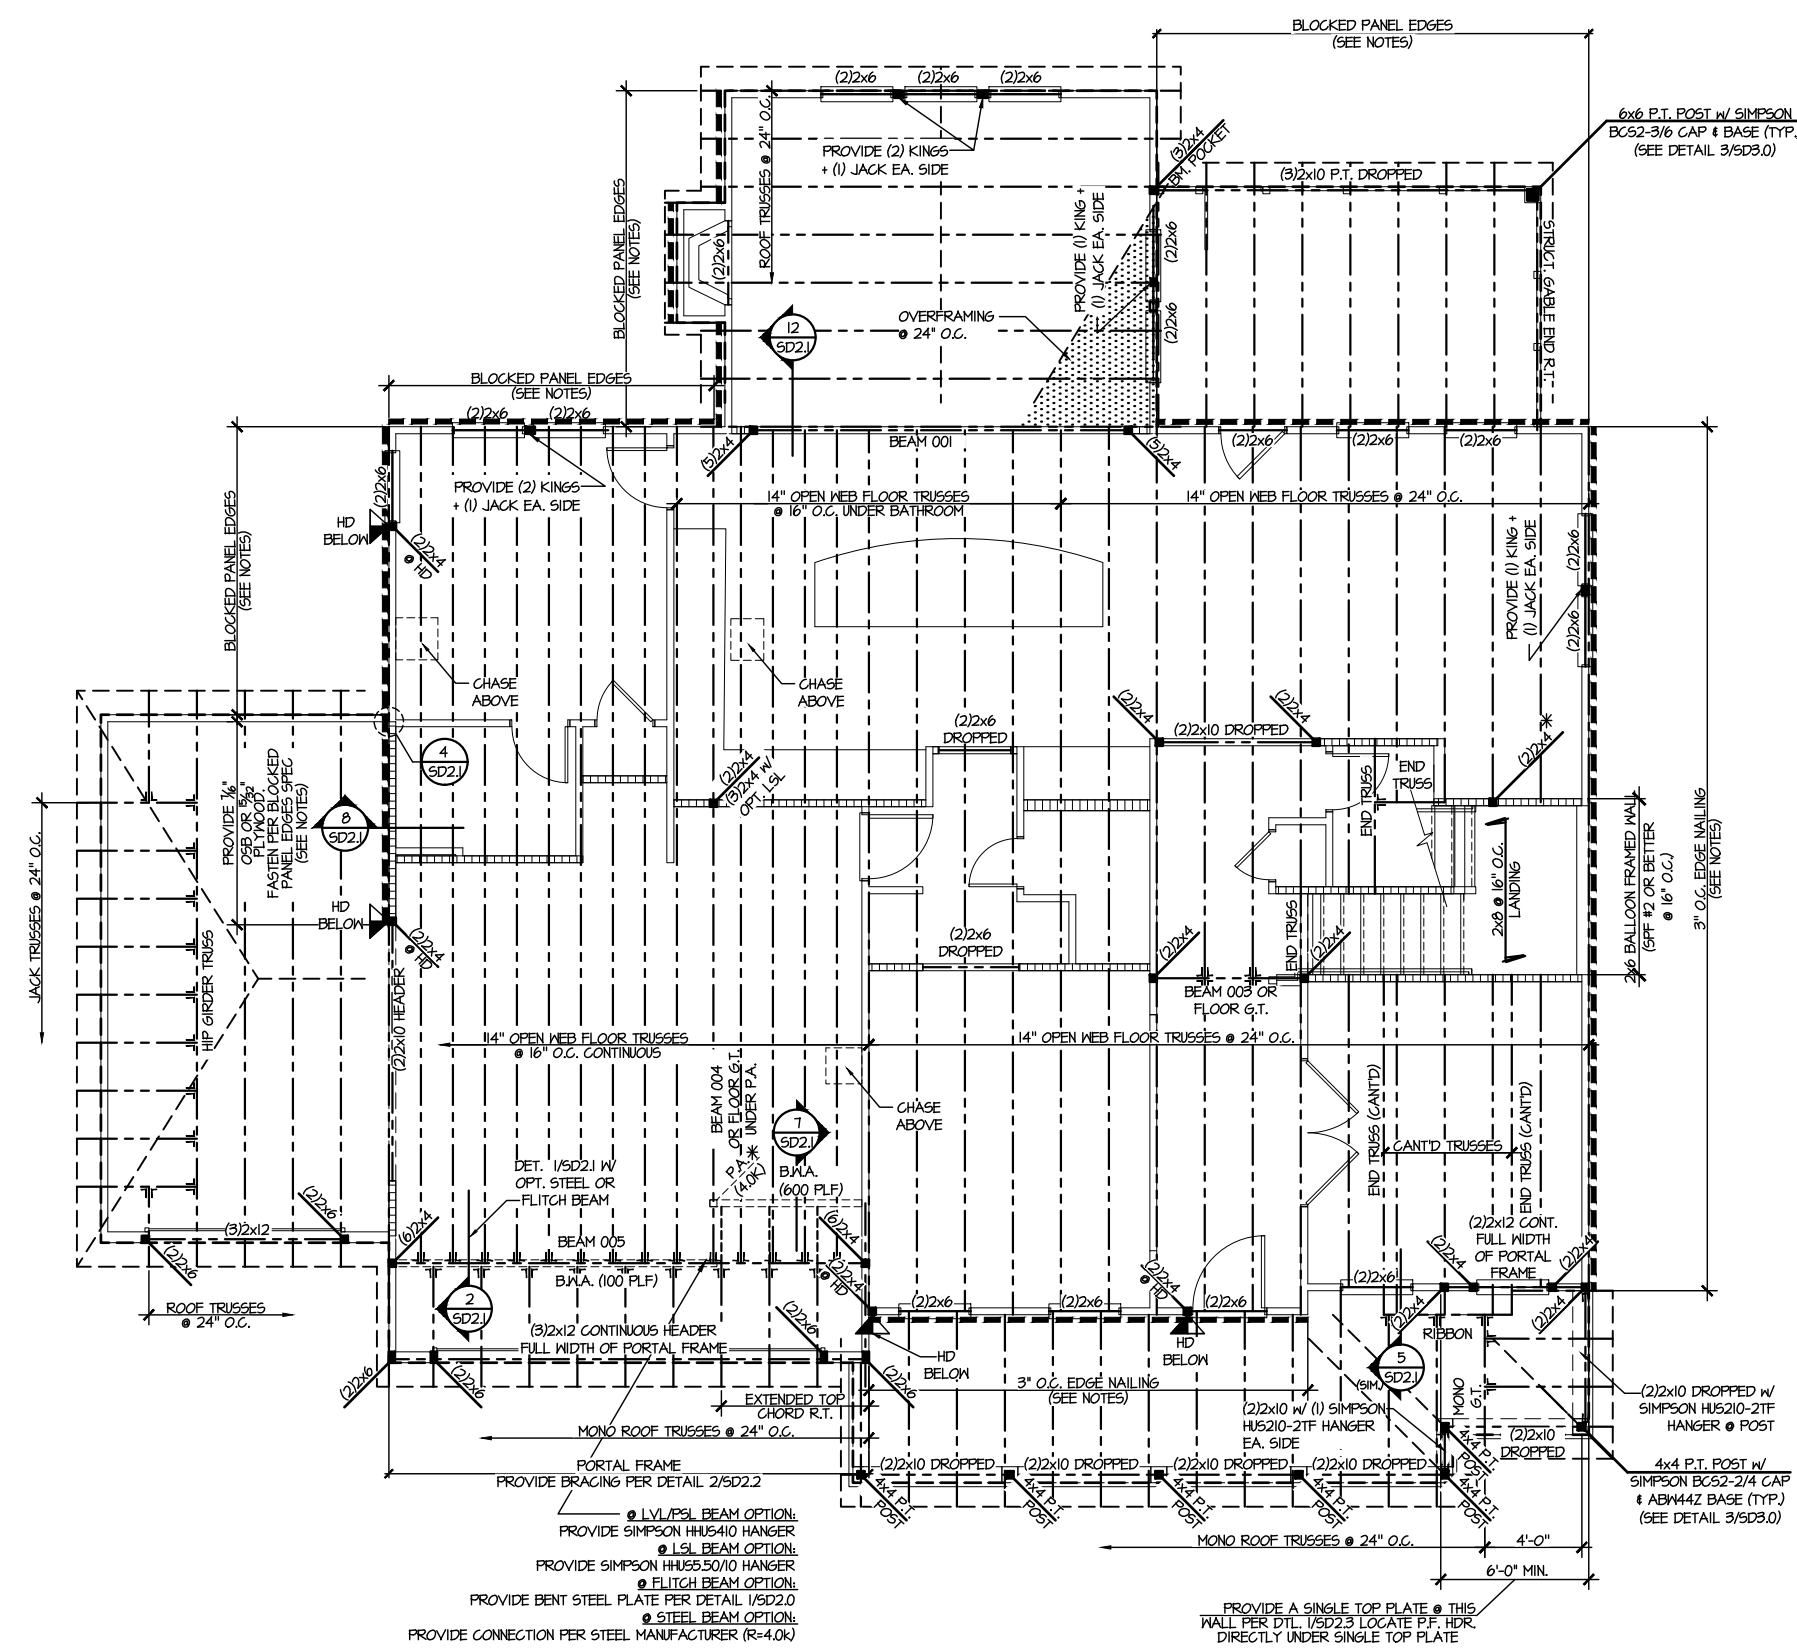 BLOCKED PANEL EDGES
(SEE NOTES)
(2)2x6
(2)2x6
(2)2x6
6x6 P.T. POST W/ SIMPSON
BCS2-3/6 CAP & BASE (TYP.
(SEE DETAIL 3/SD3.0)
PROVIDE (2) KINGS
+ (1) JACK EA. SIDE
ROOF TRUSSES @ 24" O.C.
(3)2x4
BM. POCKET
(3)2x10 P.T. DROPPED
BLOCKED PANEL EDGES
(SEE NOTES)
(2)2x6
PROVIDE (1) KING +
(1) JACK EA. SIDE
(2)2x6
(2)2x6
STRUCT. GABLE END R.T.
OVERFRAMING
@ 24" O.C.
12
SD2.1
BLOCKED PANEL EDGES
(SEE NOTES)
(2)2x6
(2)2x6
BEAM 001
(5)2x4
(5)2x4
(2)2x6
(2)2x6
(2)2x6
(2)2x6
PROVIDE (2) KINGS
+ (1) JACK EA. SIDE
14" OPEN WEB FLOOR TRUSSES
@ 16" O.C. UNDER BATHROOM
14" OPEN WEB FLOOR TRUSSES @ 24" O.C.
HD
BELOW
(2)2x4
@ HD
BLOCKED PANEL EDGES
(SEE NOTES)
PROVIDE (1) KING +
(1) JACK EA. SIDE
(2)2x6
(2)2x6
CHASE
ABOVE
CHASE
ABOVE
(2)2x4
(2)2x10 DROPPED
(2)2x4
(2)2x6
DROPPED
(2)2x4
4
SD2.1
(2)2x4
(3)2x4 W/
OPT. LSL
END TRUSS
END
TRUSS
PROVIDE 7/16"
OSB OR 15/32"
PLYWOOD.
FASTEN PER BLOCKED
PANEL EDGES SPEC
(SEE NOTES)
8
SD2.1
JACK TRUSSES @ 24" O.C.
HIP GIRDER TRUSS
HD
BELOW
(2)2x4
@ HD
(2)2x10 HEADER
(2)2x6
DROPPED
(2)2x4
END TRUSS
(2)2x4
2x8 @ 16" O.C.
LANDING
2x6 BALLOON FRAMED WALL
(SPF #2 OR BETTER
@ 16" O.C.)
3" O.C. EDGE NAILING
(SEE NOTES)
BEAM 003 OR
FLOOR G.T.
14" OPEN WEB FLOOR TRUSSES
@ 16" O.C. CONTINUOUS
14" OPEN WEB FLOOR TRUSSES @ 24" O.C.
BEAM 004
OR FLOOR G.T.
UNDER P.A.
CHASE
ABOVE
7
SD2.1
P.A.
(4.0K)
B.W.A.
(600 PLF)
END TRUSS (CANT'D)
CANT'D TRUSSES
END TRUSS (CANT'D)
DET. 1/SD2.1 W/
OPT. STEEL OR
FLITCH BEAM
(2)2x6
(3)2x12
(2)2x6
(6)2x4
BEAM 005
B.W.A. (100 PLF)
(6)2x4
(2)2x4
@ HD
(2)2x4
@ HD
(2)2x12 CONT.
FULL WIDTH
OF PORTAL
FRAME
(2)2x4
(2)2x4
(2)2x6
(2)2x6
(2)2x6
(2)2x6
(2)2x4
(2)2x4
RIBBON
ROOF TRUSSES
@ 24" O.C.
2
SD2.1
(3)2x12 CONTINUOUS HEADER
FULL WIDTH OF PORTAL FRAME
(2)2x6
(2)2x6
(2)2x6
(2)2x6
HD
BELOW
HD
BELOW
5
SD2.1
(SIM.)
3" O.C. EDGE NAILING
(SEE NOTES)
EXTENDED TOP
CHORD R.T.
MONO ROOF TRUSSES @ 24" O.C.
(2)2x10 W/ (1) SIMPSON
HUS210-2TF HANGER
EA. SIDE
MONO
G.T.
(2)2x10
DROPPED
(2)2x10 DROPPED W/
SIMPSON HUS210-2TF
HANGER @ POST
4x4 P.T.
POST
PORTAL FRAME
PROVIDE BRACING PER DETAIL 2/SD2.2
(2)2x10 DROPPED
(2)2x10 DROPPED
(2)2x10 DROPPED
(2)2x10 DROPPED
4x4 P.T.
POST
4x4 P.T.
POST
4x4 P.T.
POST
4x4 P.T.
POST
4x4 P.T.
POST
4x4 P.T. POST W/
SIMPSON BCS2-2/4 CAP
& ABW44Z BASE (TYP.)
(SEE DETAIL 3/SD3.0)
@ LVL/PSL BEAM OPTION:
PROVIDE SIMPSON HHUS410 HANGER
@ LSL BEAM OPTION:
PROVIDE SIMPSON HHUS5.50/10 HANGER
@ FLITCH BEAM OPTION:
PROVIDE BENT STEEL PLATE PER DETAIL 1/SD2.0
@ STEEL BEAM OPTION:
PROVIDE CONNECTION PER STEEL MANUFACTURER (R=4.0k)
MONO ROOF TRUSSES @ 24" O.C.
4'-0"
6'-0" MIN.
PROVIDE A SINGLE TOP PLATE @ THIS
WALL PER DTL. 1/SD2.3 LOCATE P.F. HDR.
DIRECTLY UNDER SINGLE TOP PLATE